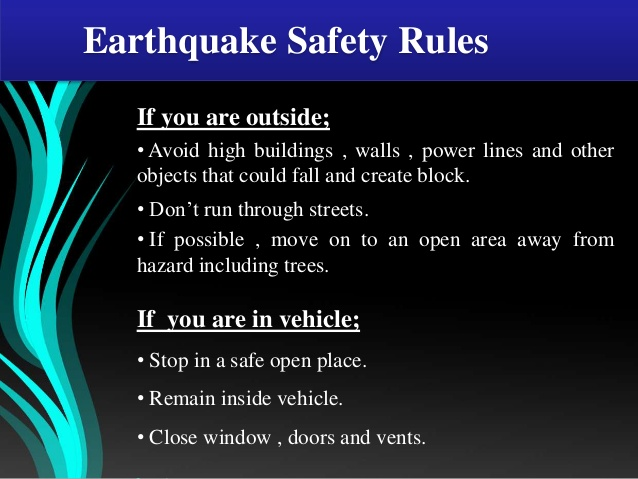 Earthquake Safety Rules
If you are outside;
• Avoid high buildings , walls , power lines and other
objects that could fall and create block.
• Don’t run through streets.
• If possible , move on to an open area away from
hazard including trees.
If you are in vehicle;
• Stop in a safe open place.
• Remain inside vehicle.
• Close window , doors and vents.